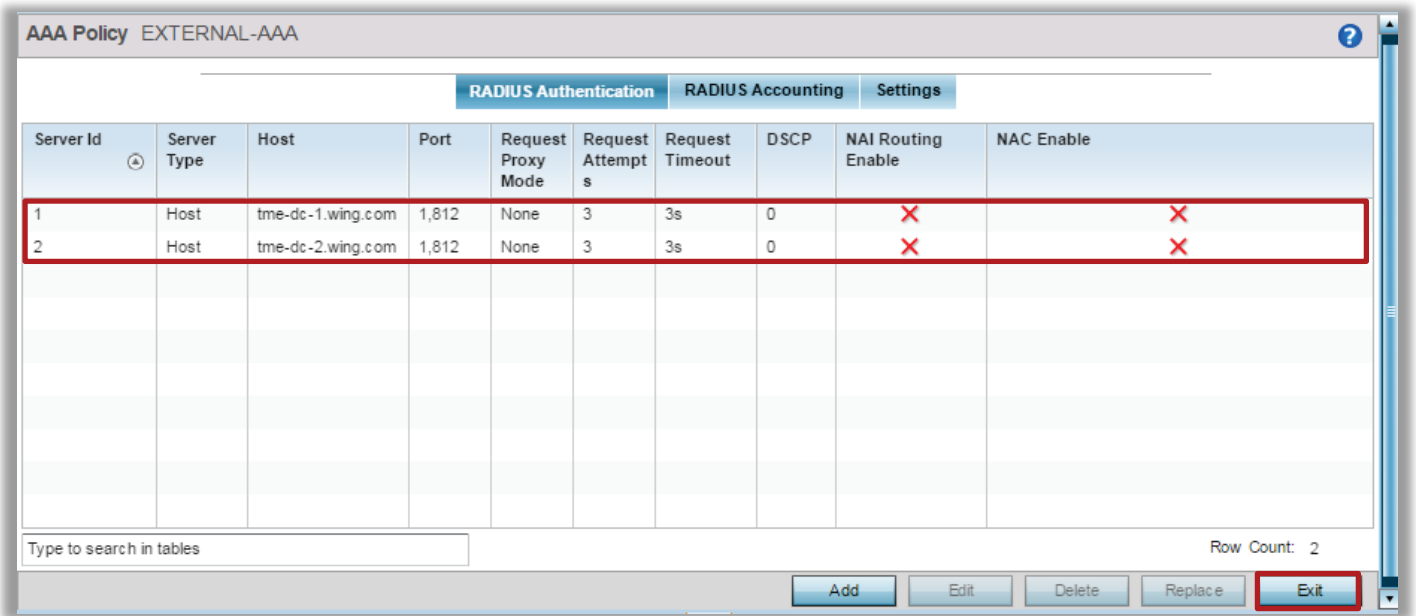 AAA Policy EXTERNAL-AAA ?
RADIUS Authentication RADIUS Accounting Settings
Server Id Server Type Host Port Request Proxy Mode Request Attempts Request Timeout DSCP NAI Routing Enable NAC Enable
1 Host tme-dc-1.wing.com 1,812 None 3 3s 0
2 Host tme-dc-2.wing.com 1,812 None 3 3s 0
Type to search in tables Row Count: 2
Add Edit Delete Replace Exit